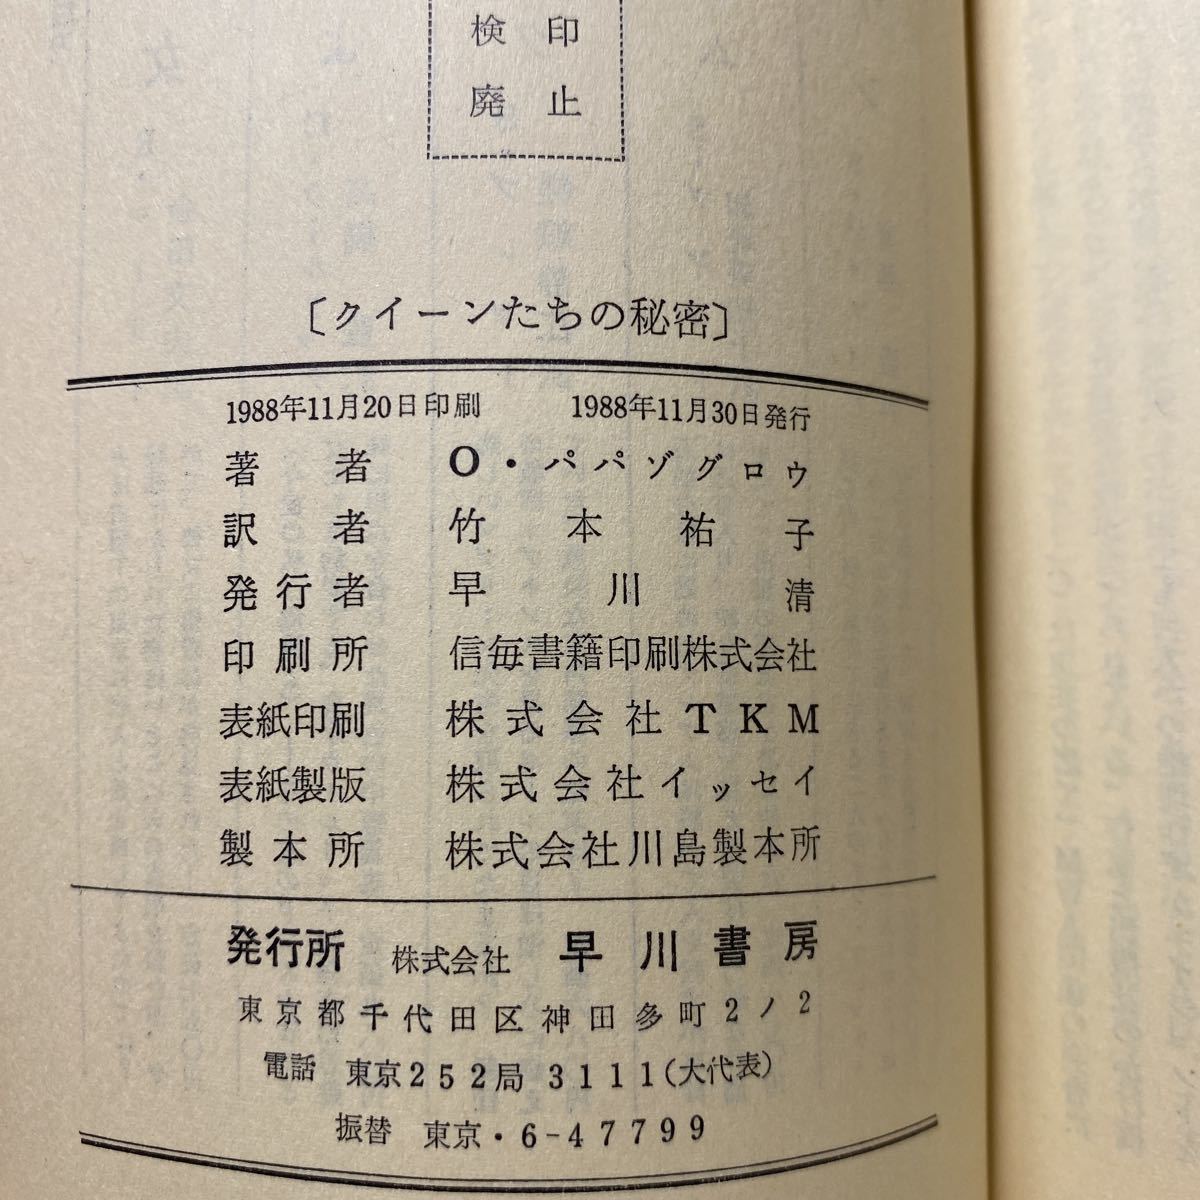 検印
廃止
〔クイーンたちの秘密〕
1988年11月20日印刷 1988年11月30日発行
著者 O・パパゾグロウ
訳者 竹本祐子
発行者 早川清
印刷所 信毎書籍印刷株式会社
表紙印刷 株式会社TKM
表紙製版 株式会社イッセイ
製本所 株式会社川島製本所
発行所 株式会社 早川書房
東京都千代田区神田多町2ノ2
電話 東京252局 3111(大代表)
振替 東京・6-47799